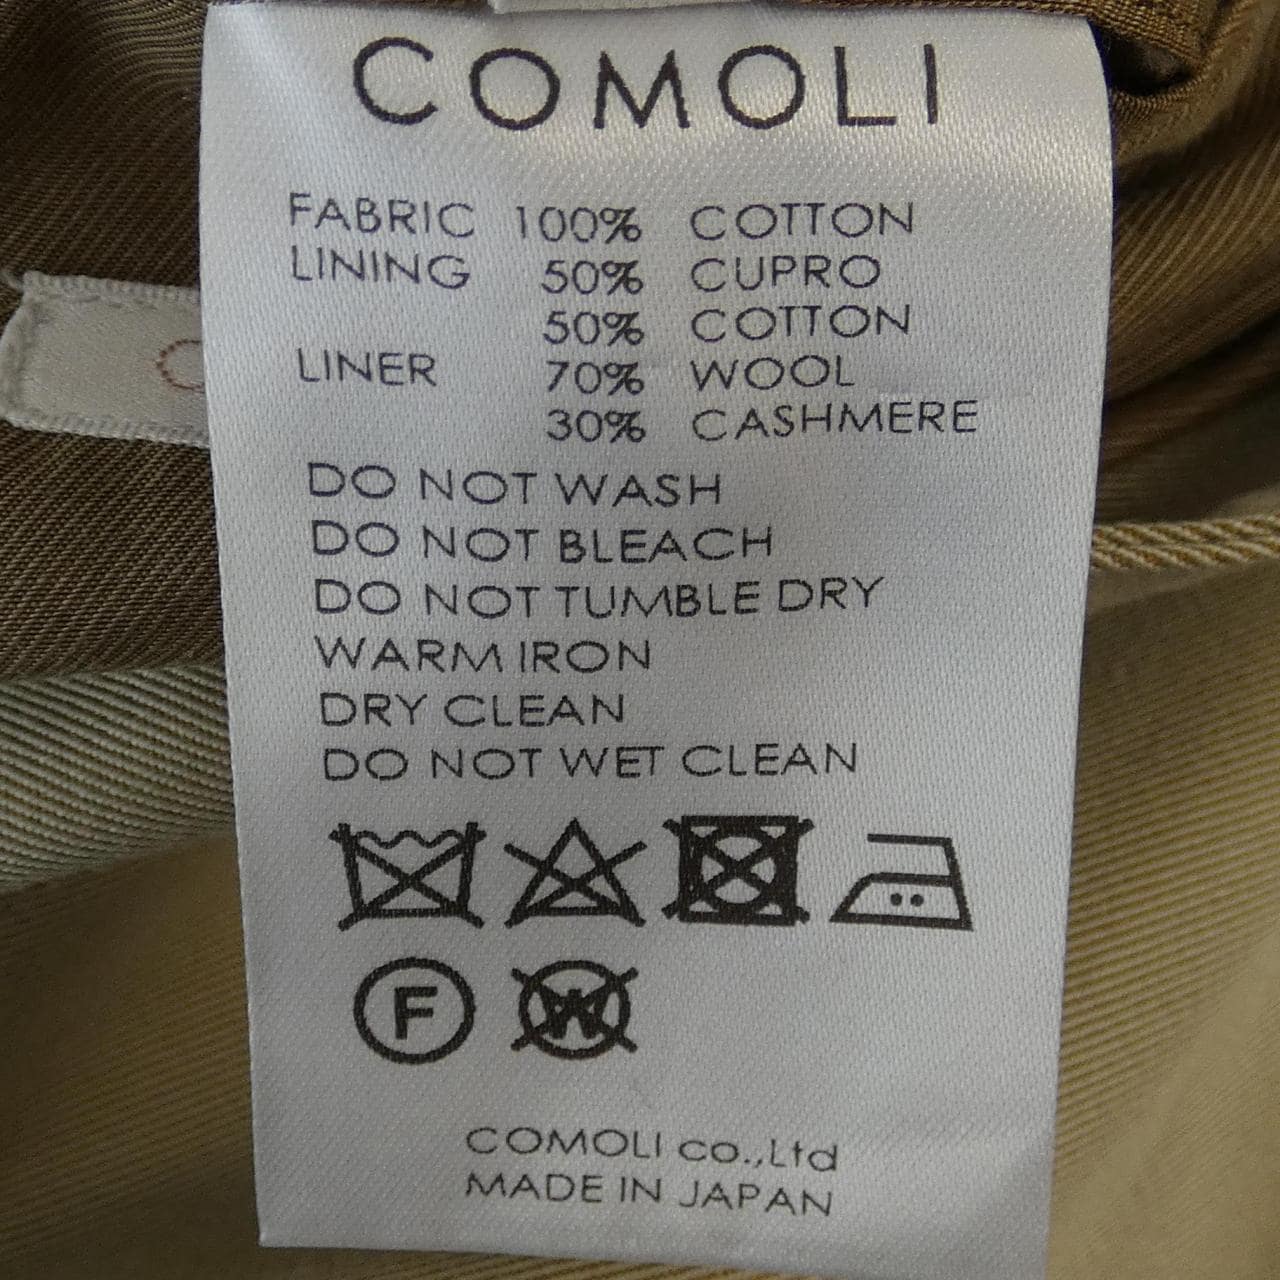 COMOLI
FABRIC 100% COTTON
LINING 50% CUPRO
50% COTTON
LINER 70% WOOL
30% CASHMERE
DO NOT WASH
DO NOT BLEACH
DO NOT TUMBLE DRY
WARM IRON
DRY CLEAN
DO NOT WET CLEAN
F W
COMOLI co.,Ltd
MADE IN JAPAN